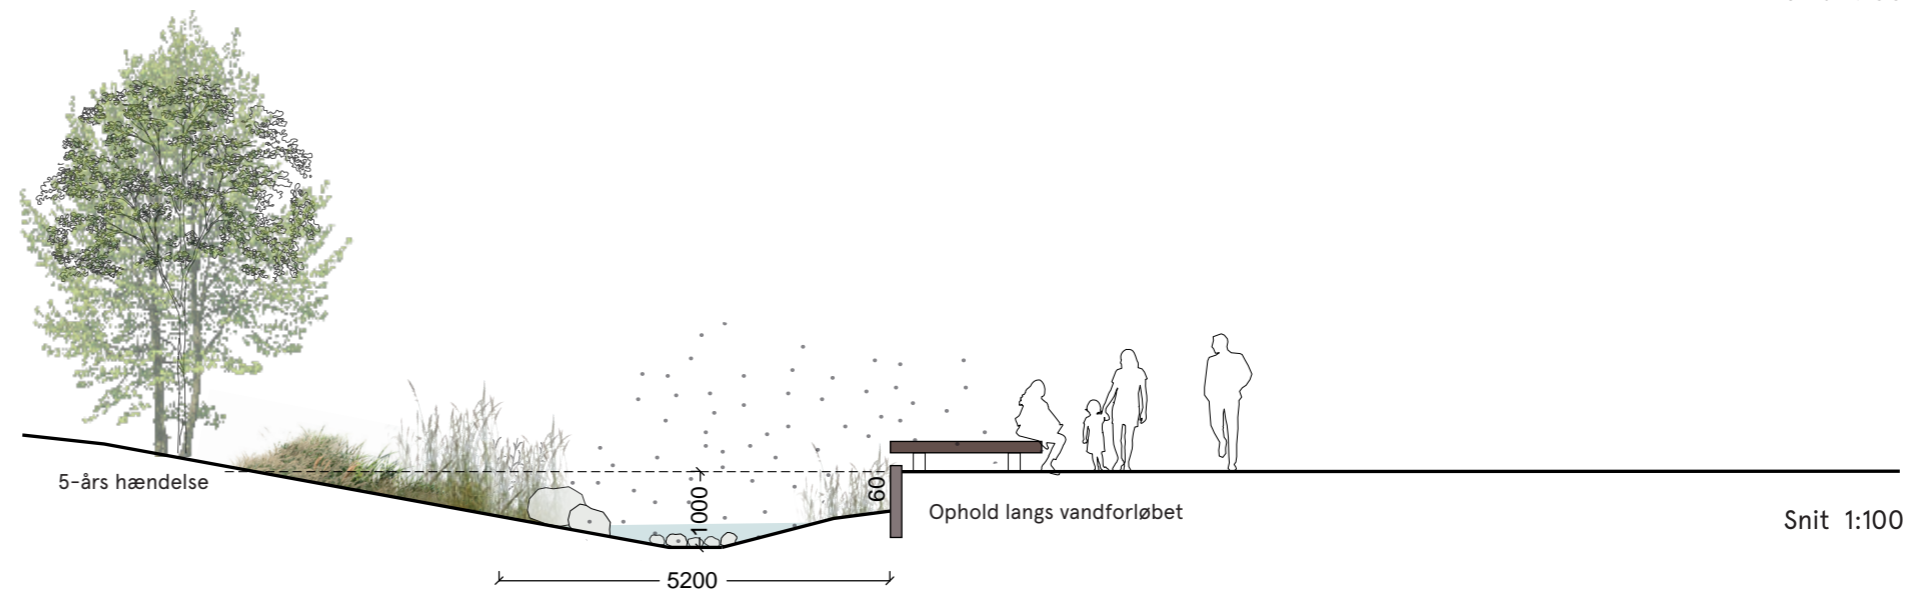 5-års hændelse
1000
60
Ophold langs vandforløbet
Snit 1:100
5200